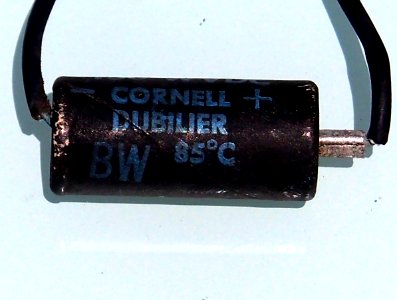 - CORNELL +
DUBILIER
BW 85°C